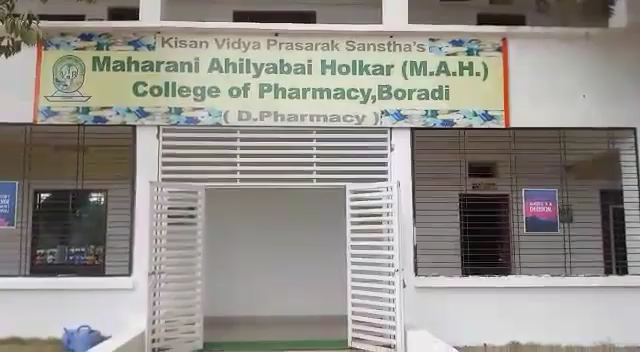 Kisan Vidya Prasarak Sanstha's
Maharani Ahilyabai Holkar (M.A.H.)
College of Pharmacy,Boradi
( D.Pharmacy )